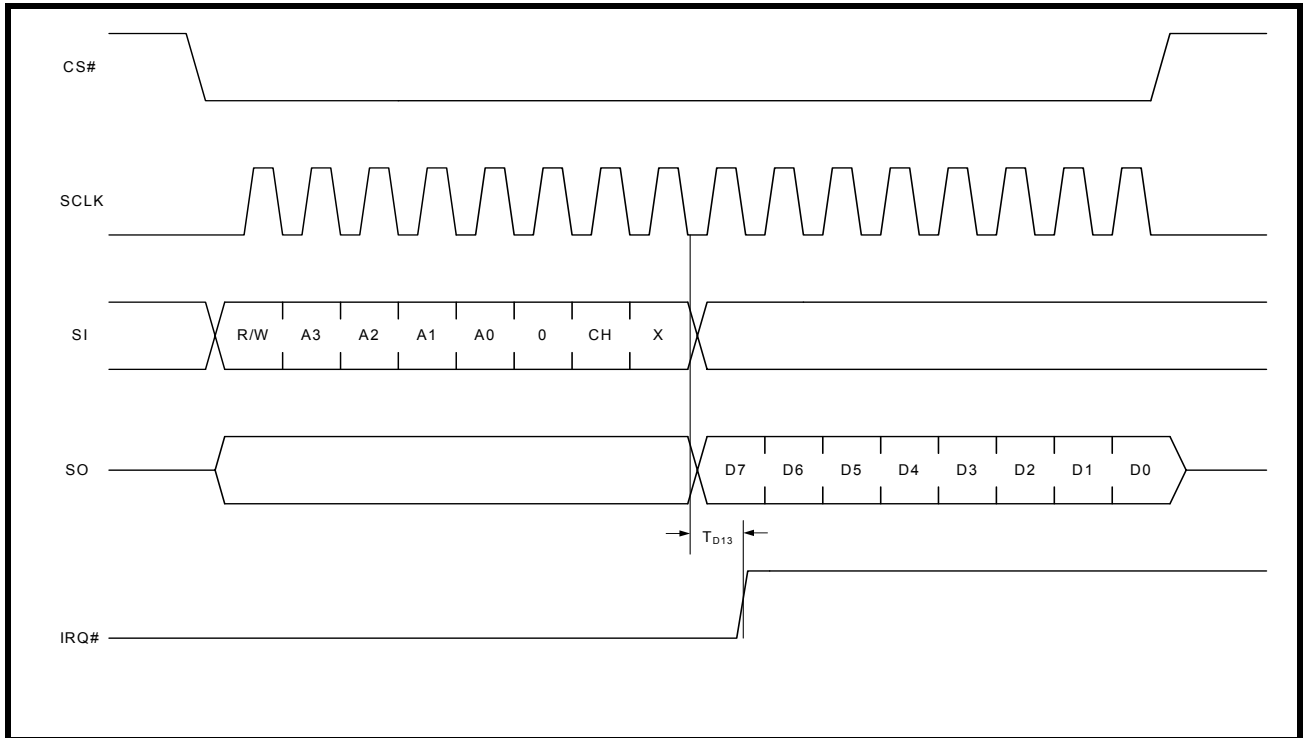 CS#
SCLK
SI
R/W A3 A2 A1 A0 0 CH X
SO
D7 D6 D5 D4 D3 D2 D1 D0
TD13
IRQ#